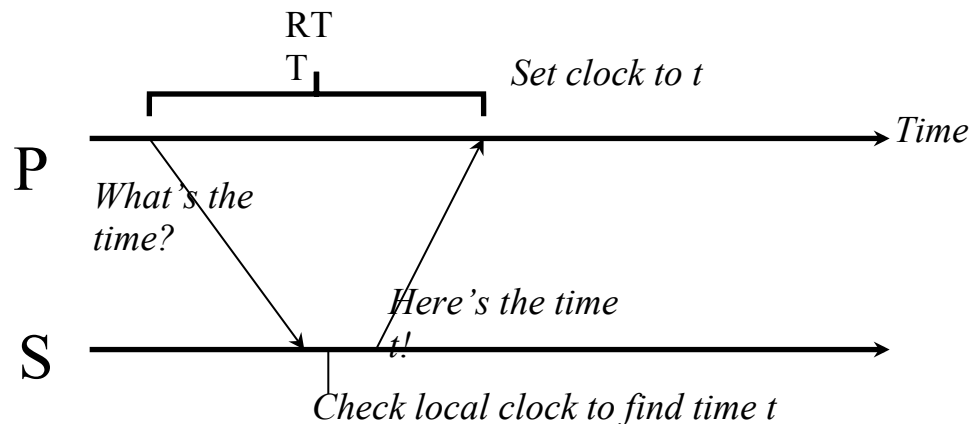 RT
T
Set clock to t
Time
P
What's the
time?
Here's the time
t!
S
Check local clock to find time t